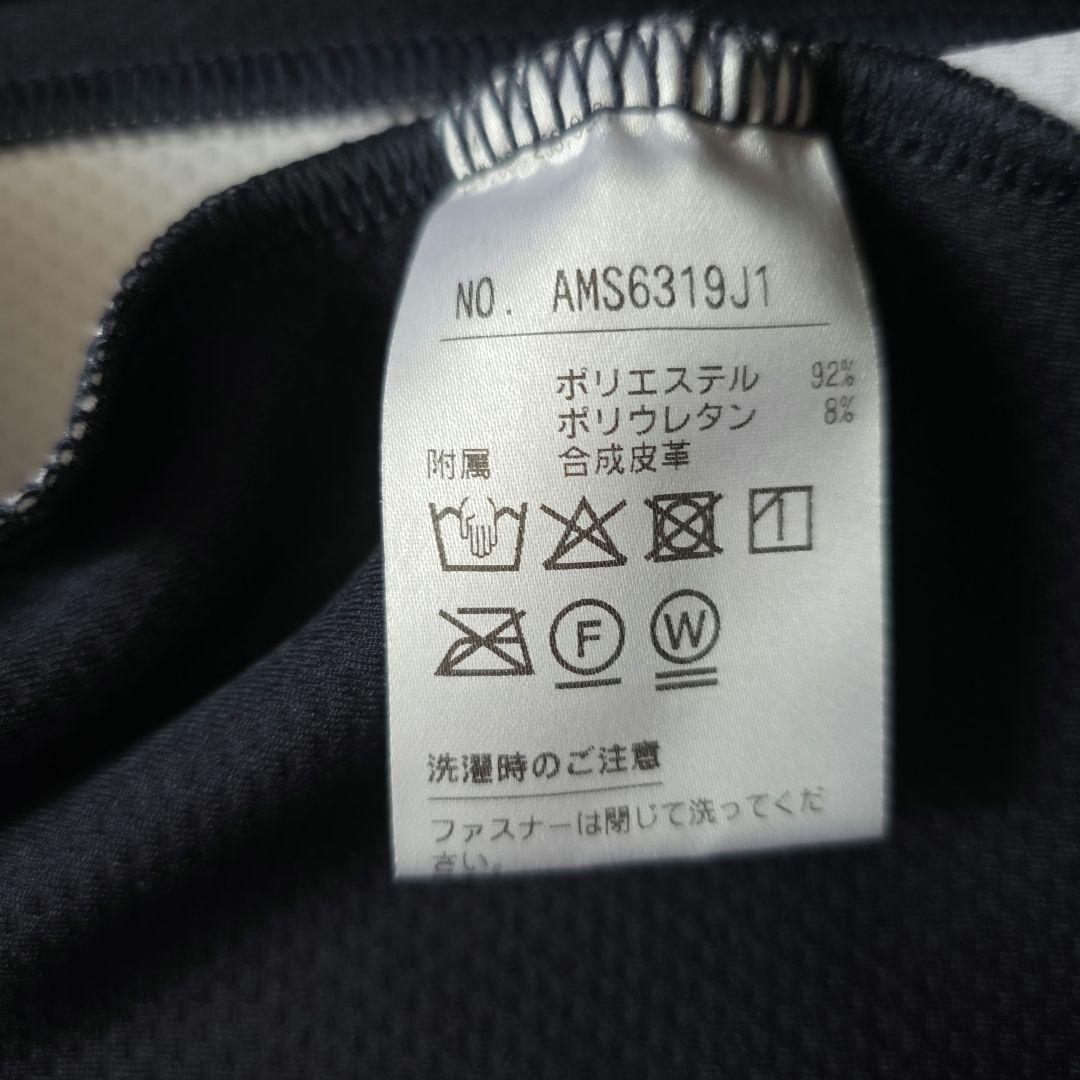 NO. AMS6319J1
ポリエステル 92%
ポリウレタン 8%
附属 合成皮革
F W
洗濯時のご注意
ファスナーは閉じて洗ってくだ
さい。